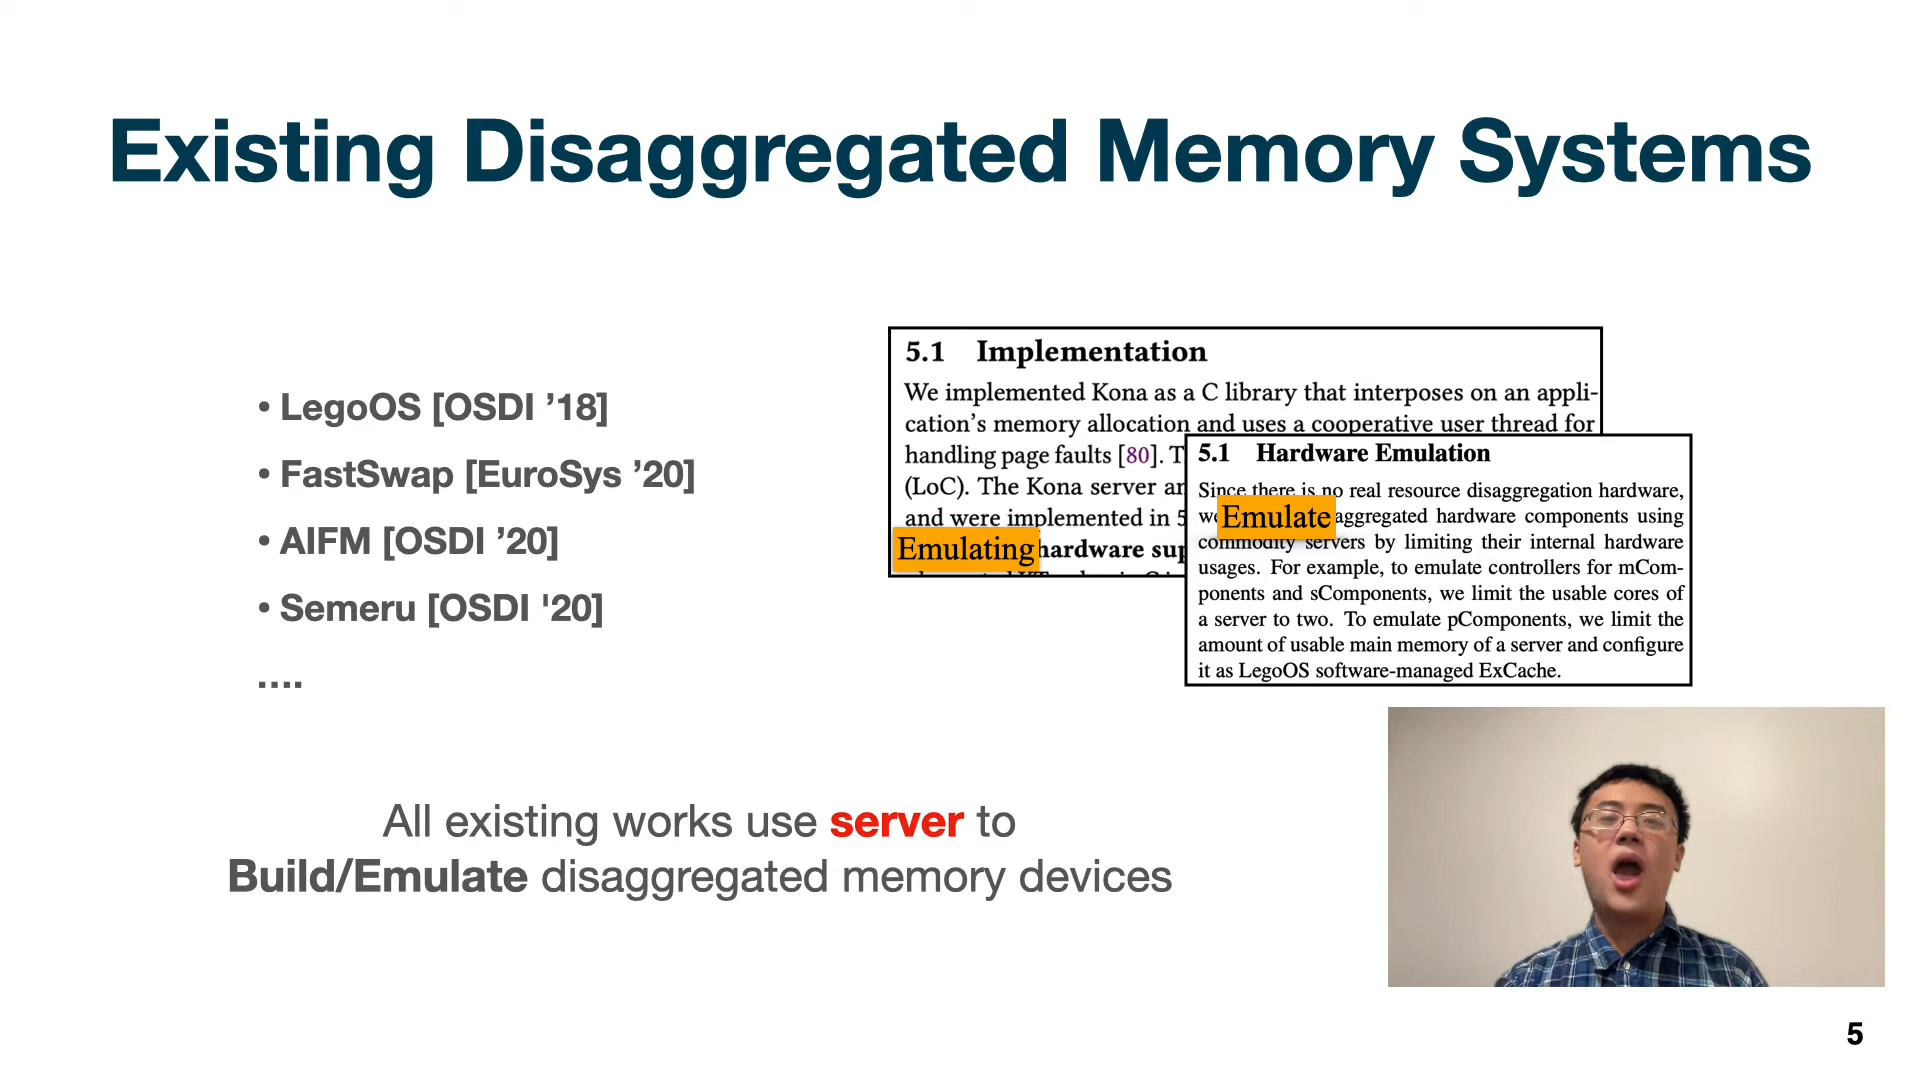 Existing Disaggregated Memory Systems
• LegoOS [OSDI ’18]
• FastSwap [EuroSys ’20]
• AIFM [OSDI ’20]
• Semeru [OSDI '20]
....
5.1 Implementation
We implemented Kona as a C library that interposes on an appli-
cation’s memory allocation and uses a cooperative user thread for
handling page faults [80].
(LoC). The Kona server
and were implemented in
Emulating hardware
5.1 Hardware Emulation
Since there is no real resource disaggregation hardware,
we Emulate aggregated hardware components using
commodity servers by limiting their internal hardware
usages. For example, to emulate controllers for mCom-
ponents and sComponents, we limit the usable cores of
a server to two. To emulate pComponents, we limit the
amount of usable main memory of a server and configure
it as LegoOS software-managed ExCache.
All existing works use server to
Build/Emulate disaggregated memory devices
5